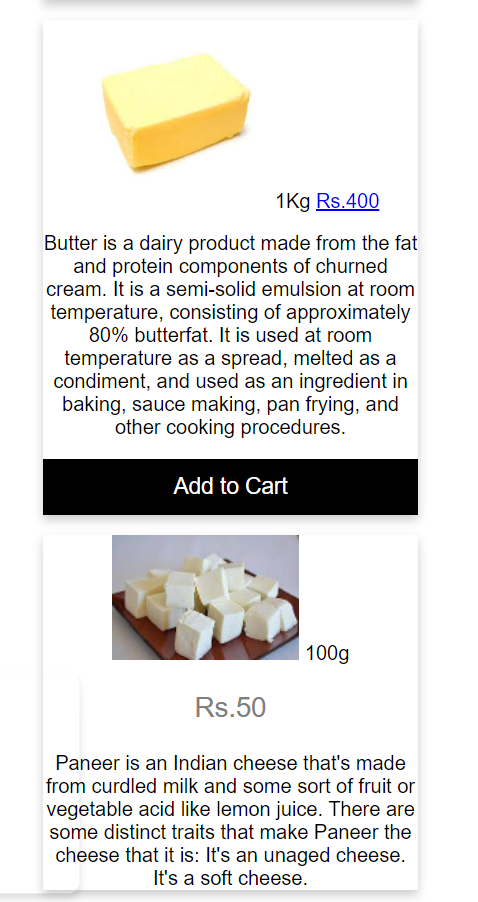 1Kg Rs.400
Butter is a dairy product made from the fat
and protein components of churned
cream. It is a semi-solid emulsion at room
temperature, consisting of approximately
80% butterfat. It is used at room
temperature as a spread, melted as a
condiment, and used as an ingredient in
baking, sauce making, pan frying, and
other cooking procedures.
Add to Cart
100g
Rs.50
Paneer is an Indian cheese that's made
from curdled milk and some sort of fruit or
vegetable acid like lemon juice. There are
some distinct traits that make Paneer the
cheese that it is: It's an unaged cheese.
It's a soft cheese.